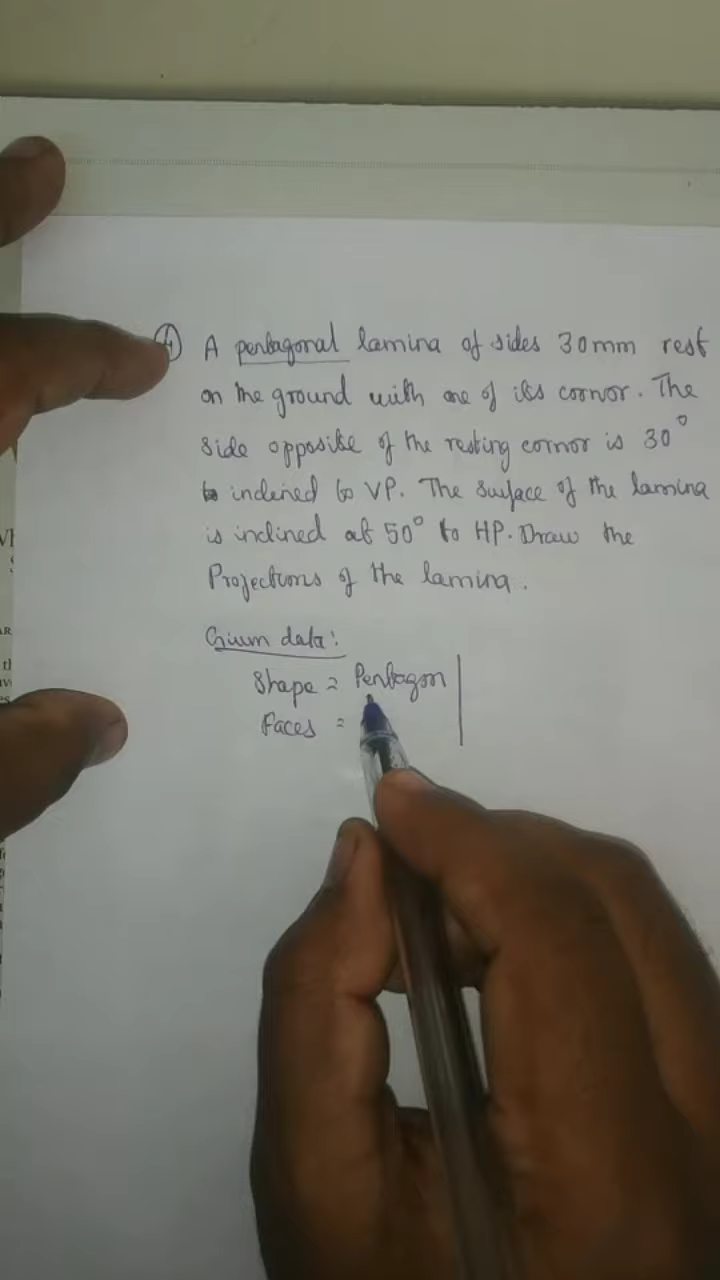 4 A pentagonal lamina of sides 30mm rest
on the ground with one of its cornor. The
side opposite of the resting cornor is 30°
inclined to VP. The surface of the lamina
is inclined at 50° to HP. Draw the
Projections of the lamina.
Given data:
Shape = Pentagon
Faces =